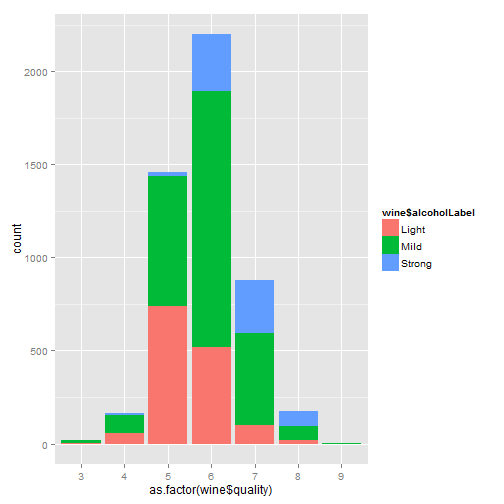 2000
1500
1000
500
0
count
3 4 5 6 7 8 9
as.factor(wine$quality)
wine$alcoholLabel
Light
Mild
Strong